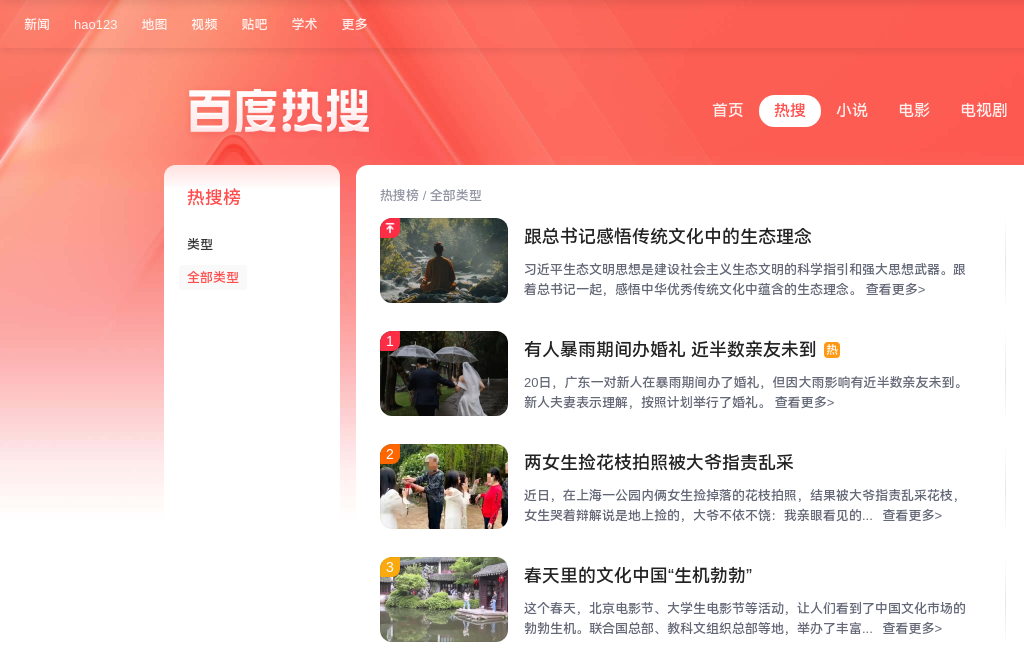 新闻 hao123 地图 视频 贴吧 学术 更多
百度热搜
首页 热搜 小说 电影 电视剧
热搜榜
类型
全部类型
热搜榜 / 全部类型
跟总书记感悟传统文化中的生态理念
习近平生态文明思想是建设社会主义生态文明的科学指引和强大思想武器。跟
着总书记一起，感悟中华优秀传统文化中蕴含的生态理念。 查看更多>
1
有人暴雨期间办婚礼 近半数亲友未到 热
20日，广东一对新人在暴雨期间办了婚礼，但因大雨影响有近半数亲友未到。
新人夫妻表示理解，按照计划举行了婚礼。 查看更多>
2
两女生捡花枝拍照被大爷指责乱采
近日，在上海一公园内俩女生捡掉落的花枝拍照，结果被大爷指责乱采花枝，
女生哭着辩解说是地上捡的，大爷不依不饶：我亲眼看见的... 查看更多>
3
春天里的文化中国“生机勃勃”
这个春天，北京电影节、大学生电影节等活动，让人们看到了中国文化市场的
勃勃生机。联合国总部、教科文组织总部等地，举办了丰富... 查看更多>